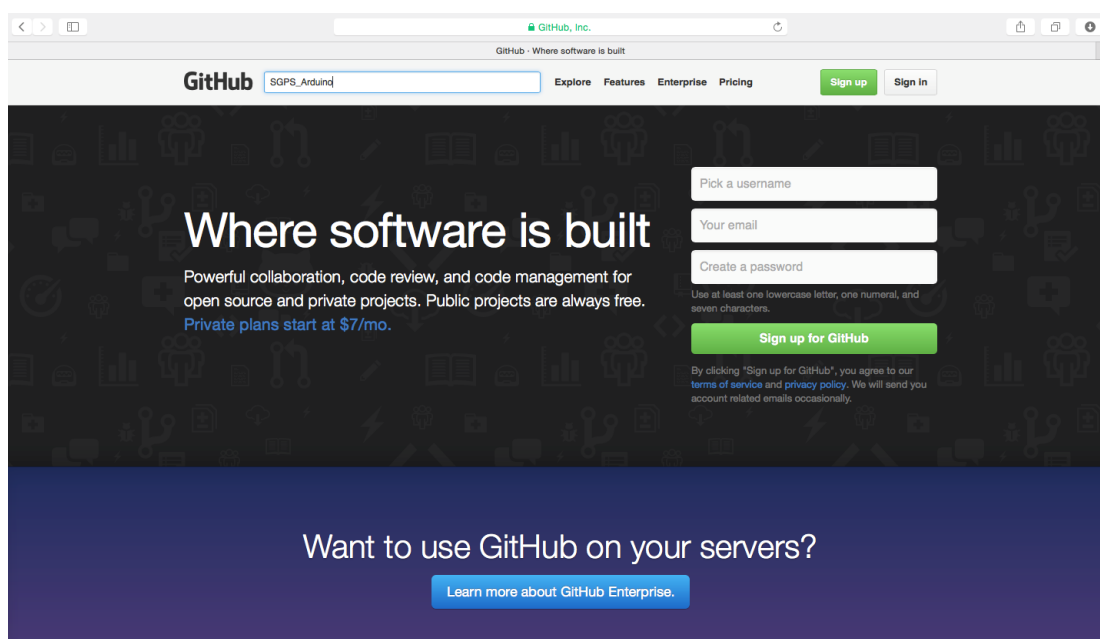 GitHub, Inc.
GitHub · Where software is built
GitHub SGPS_Arduino Explore Features Enterprise Pricing Sign up Sign in
Where software is built
Powerful collaboration, code review, and code management for
open source and private projects. Public projects are always free.
Private plans start at $7/mo.
Pick a username
Your email
Create a password
Use at least one lowercase letter, one numeral, and
seven characters.
Sign up for GitHub
By clicking "Sign up for GitHub", you agree to our
terms of service and privacy policy. We will send you
account related emails occasionally.
Want to use GitHub on your servers?
Learn more about GitHub Enterprise.